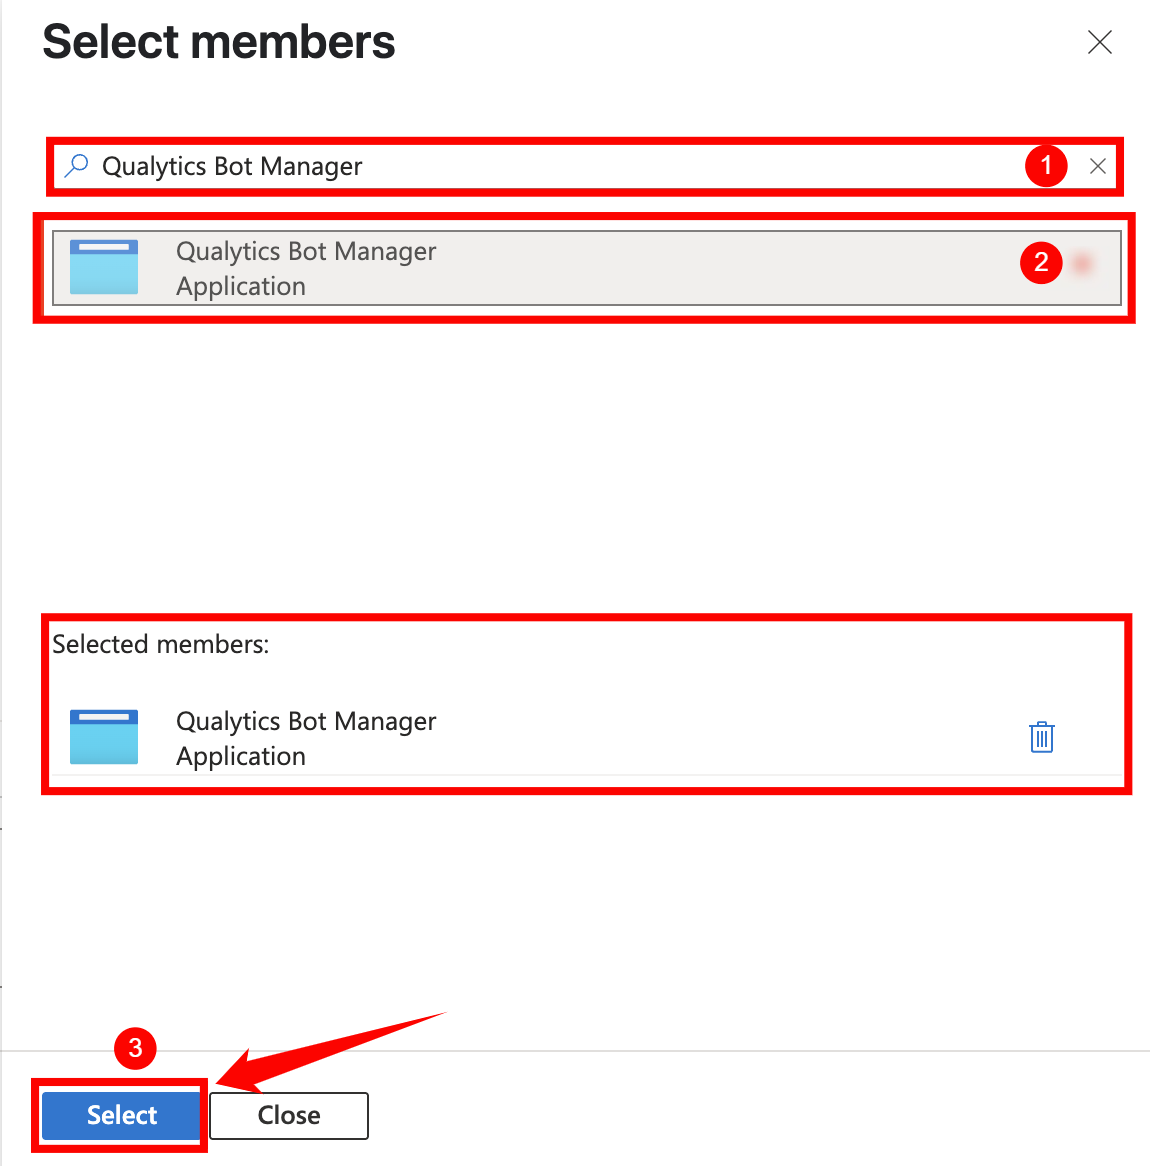 Select members
Qualytics Bot Manager
1
Qualytics Bot Manager
2
Application
Selected members:
Qualytics Bot Manager
Application
3
Select
Close